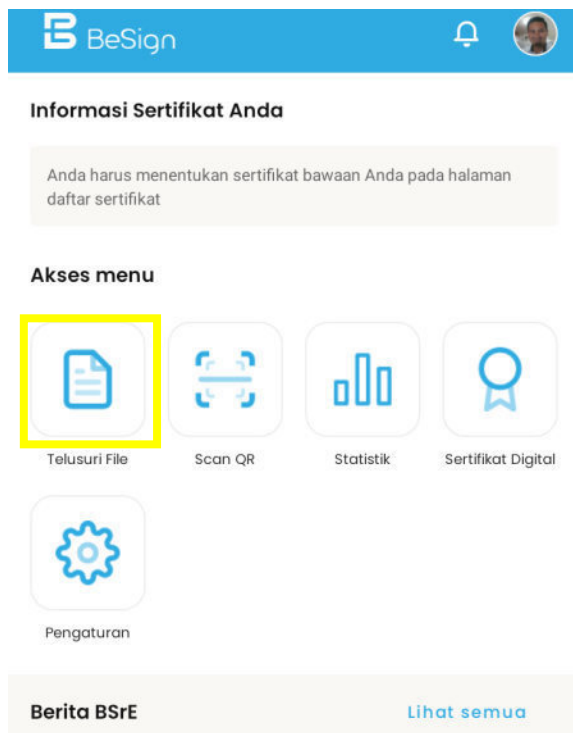 BeSign
Informasi Sertifikat Anda
Anda harus menentukan sertifikat bawaan Anda pada halaman
daftar sertifikat
Akses menu
Telusuri File
Scan QR
Statistik
Sertifikat Digital
Pengaturan
Berita BSrE
Lihat semua